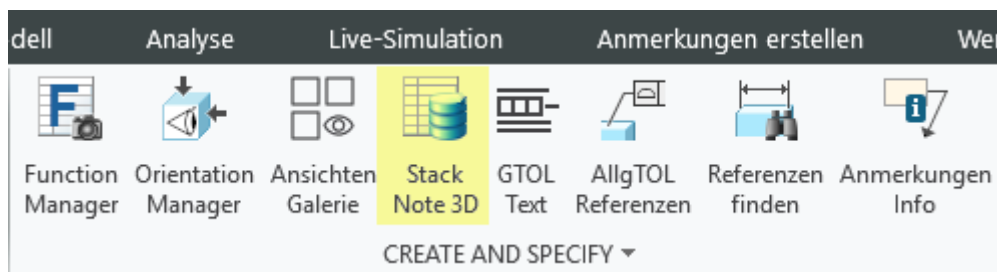 dell Analyse Live-Simulation Anmerkungen erstellen Wer
Function Orientation Ansichten Stack GTOL AllgTOL Referenzen Anmerkungen
Manager Manager Galerie Note 3D Text Referenzen finden Info
CREATE AND SPECIFY